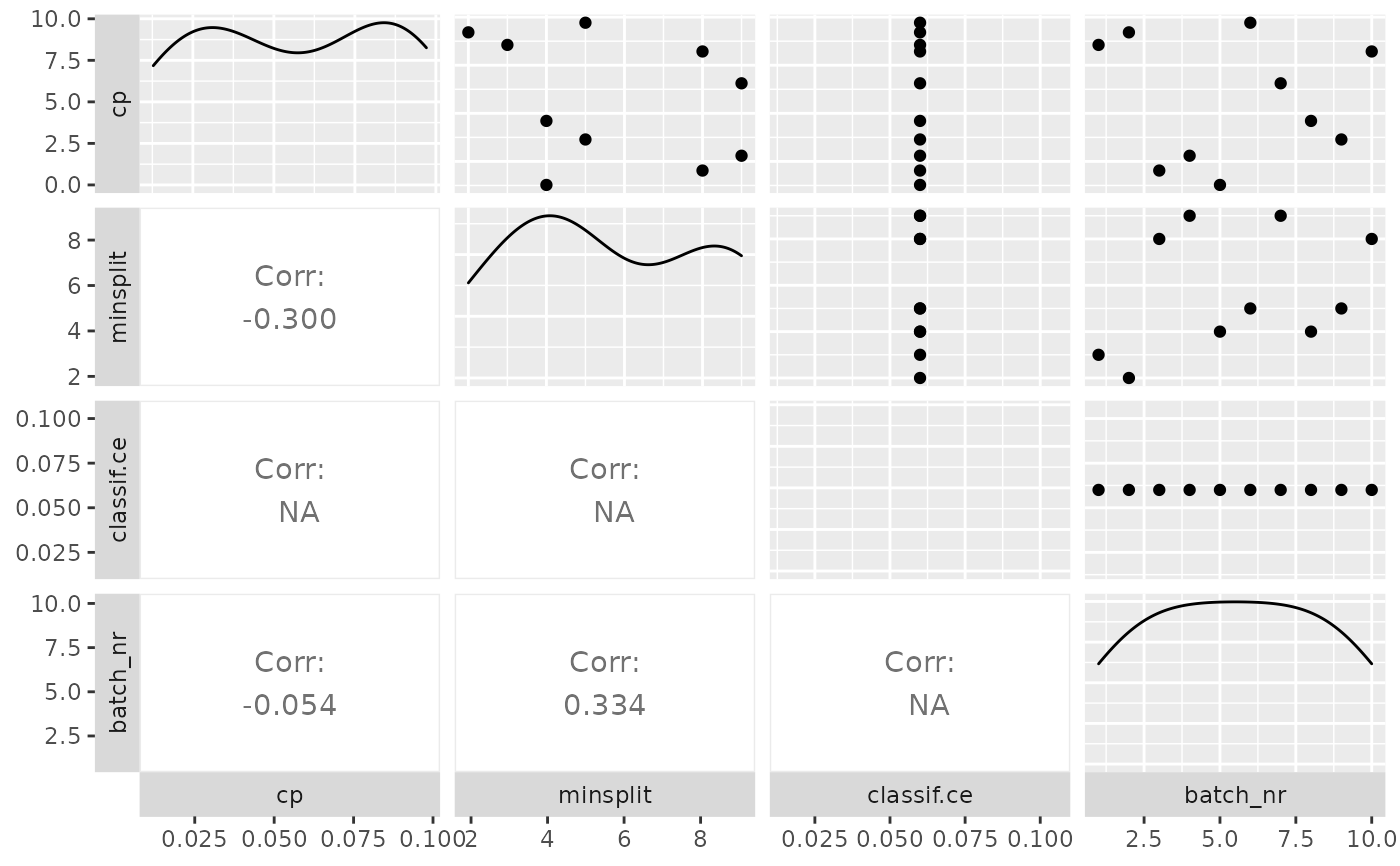 10.0
7.5
5.0
2.5
0.0
cp
8
6
4
2
minsplit
Corr:
-0.300
0.100
0.075
0.050
0.025
classif.ce
Corr:
NA
Corr:
NA
10.0
7.5
5.0
2.5
batch_nr
Corr:
-0.054
Corr:
0.334
Corr:
NA
cp
minsplit
classif.ce
batch_nr
0.025 0.050 0.075 0.100
2 4 6 8
0.025 0.050 0.075 0.100
2.5 5.0 7.5 10.0